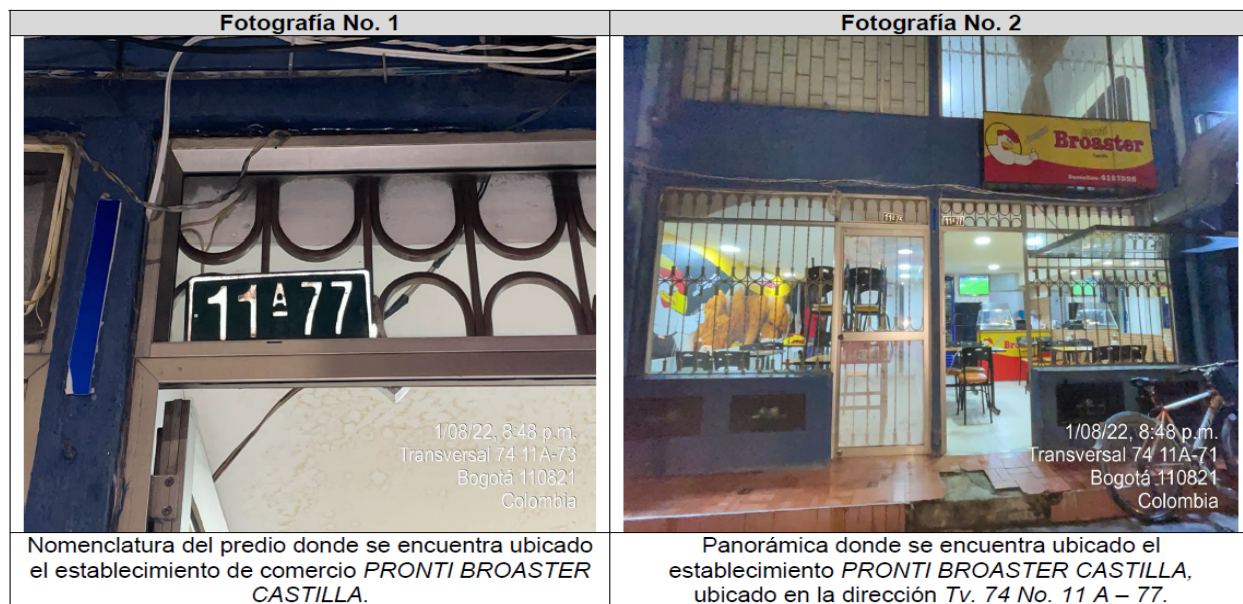 Fotografía No. 1
11 A 77
1/08/22, 8:48 p.m.
Transversal 74 11A-73
Bogotá 110821
Colombia
Nomenclatura del predio donde se encuentra ubicado
el establecimiento de comercio PRONTI BROASTER
CASTILLA.
Fotografía No. 2
Broaster
Domicilios:
1/08/22, 8:48 p.m.
Transversal 74 11A-71
Bogotá 110821
Colombia
Panorámica donde se encuentra ubicado el
establecimiento PRONTI BROASTER CASTILLA,
ubicado en la dirección Tv. 74 No. 11 A – 77.